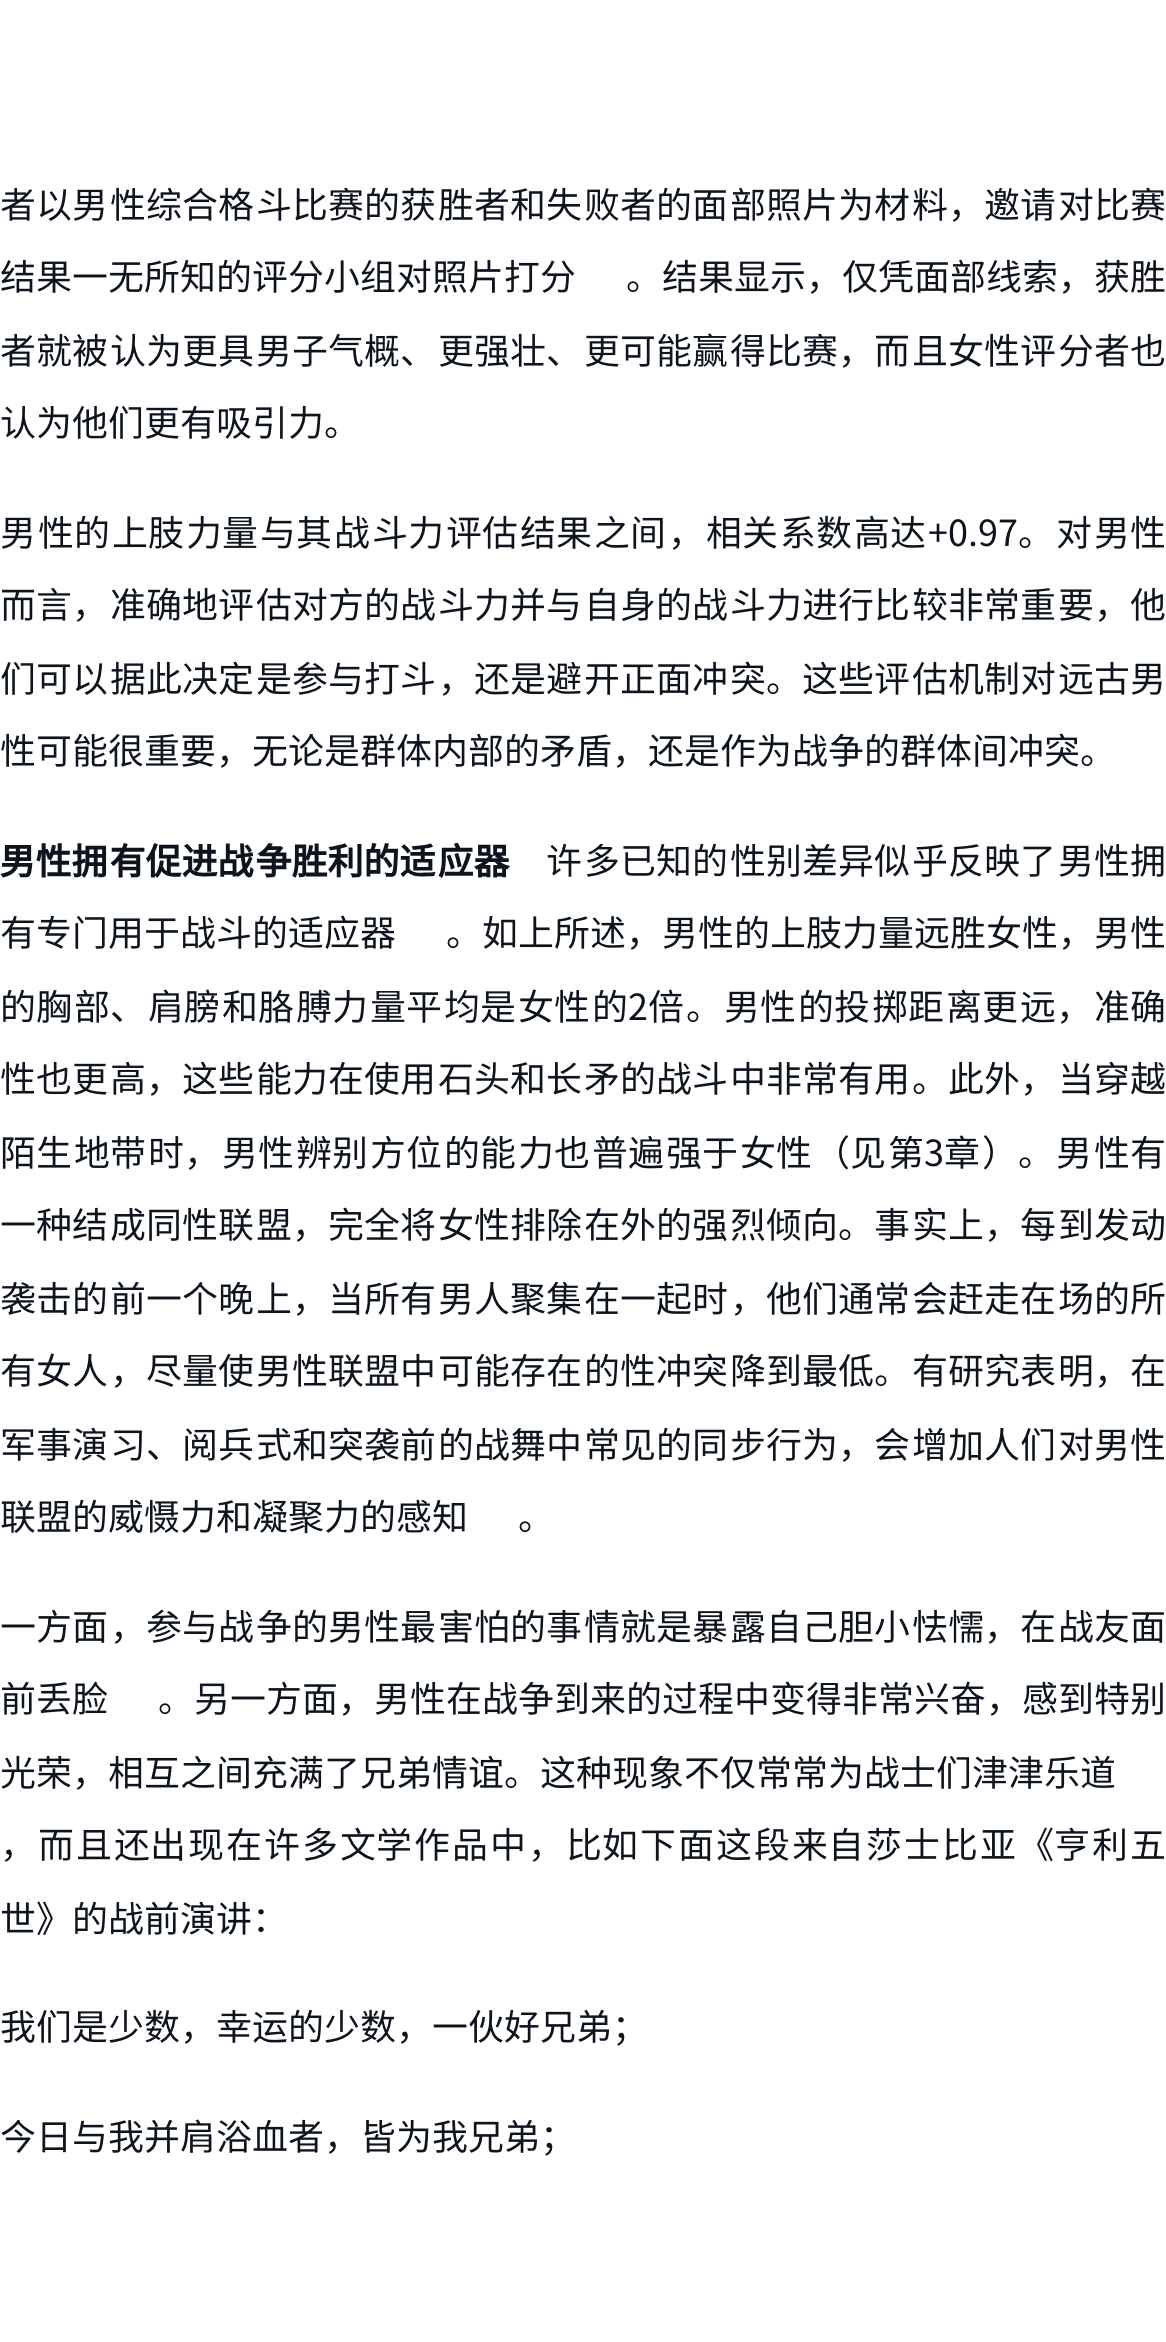 者以男性综合格斗比赛的获胜者和失败者的面部照片为材料，邀请对比赛
结果一无所知的评分小组对照片打分　。结果显示，仅凭面部线索，获胜
者就被认为更具男子气概、更强壮、更可能赢得比赛，而且女性评分者也
认为他们更有吸引力。
男性的上肢力量与其战斗力评估结果之间，相关系数高达+0.97。对男性
而言，准确地评估对方的战斗力并与自身的战斗力进行比较非常重要，他
们可以据此决定是参与打斗，还是避开正面冲突。这些评估机制对远古男
性可能很重要，无论是群体内部的矛盾，还是作为战争的群体间冲突。
男性拥有促进战争胜利的适应器　许多已知的性别差异似乎反映了男性拥
有专门用于战斗的适应器　。如上所述，男性的上肢力量远胜女性，男性
的胸部、肩膀和胳膊力量平均是女性的2倍。男性的投掷距离更远，准确
性也更高，这些能力在使用石头和长矛的战斗中非常有用。此外，当穿越
陌生地带时，男性辨别方位的能力也普遍强于女性（见第3章）。男性有
一种结成同性联盟，完全将女性排除在外的强烈倾向。事实上，每到发动
袭击的前一个晚上，当所有男人聚集在一起时，他们通常会赶走在场的所
有女人，尽量使男性联盟中可能存在的性冲突降到最低。有研究表明，在
军事演习、阅兵式和突袭前的战舞中常见的同步行为，会增加人们对男性
联盟的威慑力和凝聚力的感知　。
一方面，参与战争的男性最害怕的事情就是暴露自己胆小怯懦，在战友面
前丢脸　。另一方面，男性在战争到来的过程中变得非常兴奋，感到特别
光荣，相互之间充满了兄弟情谊。这种现象不仅常常为战士们津津乐道
，而且还出现在许多文学作品中，比如下面这段来自莎士比亚《亨利五
世》的战前演讲：
我们是少数，幸运的少数，一伙好兄弟；
今日与我并肩浴血者，皆为我兄弟；